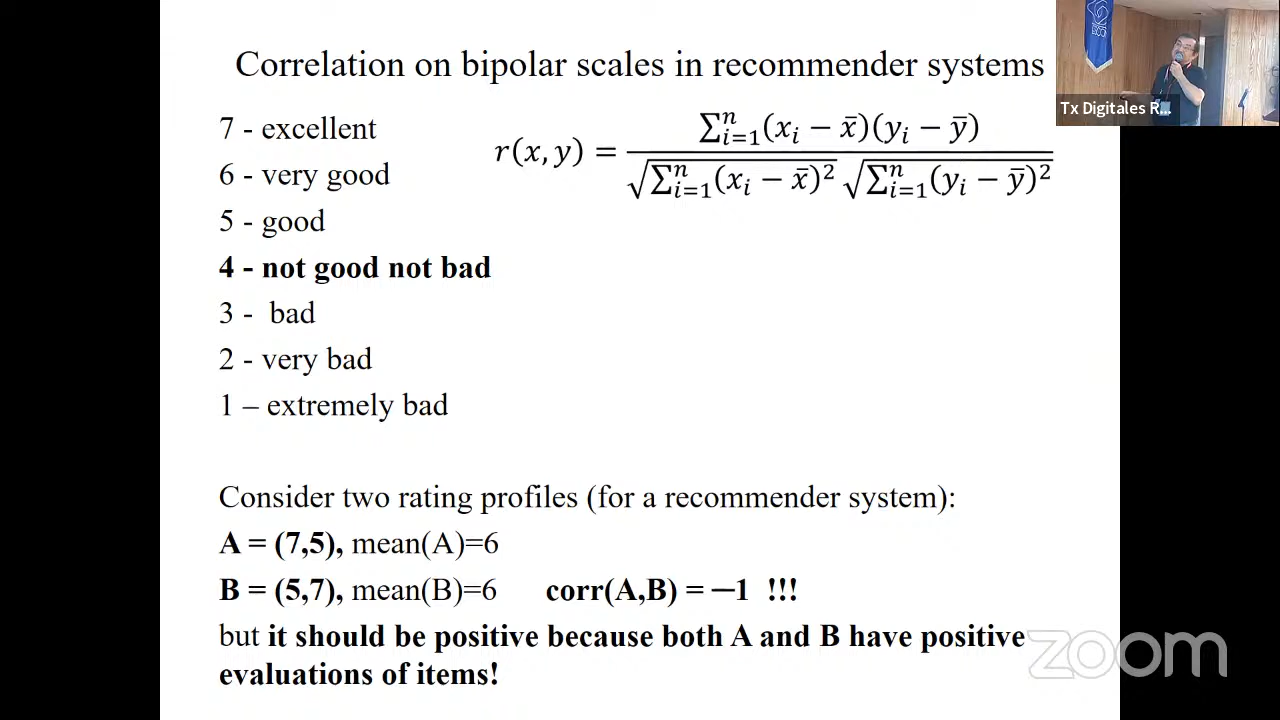 Correlation on bipolar scales in recommender systems
7 - excellent
6 - very good
5 - good
4 - not good not bad
3 - bad
2 - very bad
1 – extremely bad
r(x, y) = ∑ⁿᵢ₌₁(xᵢ − x̄)(yᵢ − ȳ) / √∑ⁿᵢ₌₁(xᵢ − x̄)² √∑ⁿᵢ₌₁(yᵢ − ȳ)²
Consider two rating profiles (for a recommender system):
A = (7,5), mean(A)=6
B = (5,7), mean(B)=6 corr(A,B) = ─1 !!!
but it should be positive because both A and B have positive
evaluations of items!
Tx Digitales R...
zoom